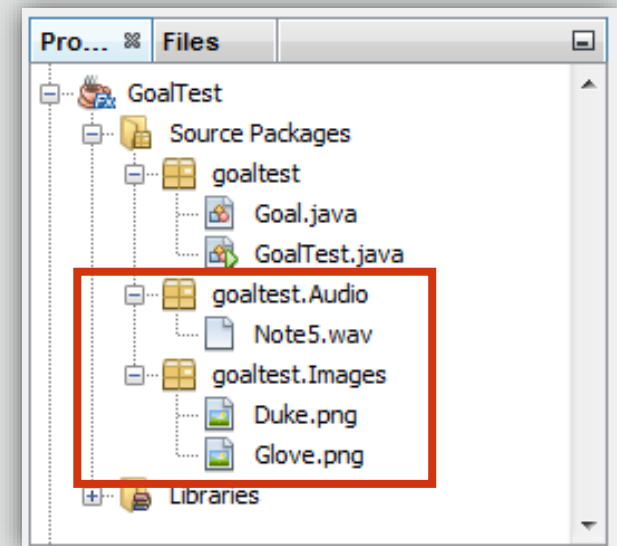 Pro... Files
GoalTest
Source Packages
goaltest
Goal.java
GoalTest.java
goaltest.Audio
Note5.wav
goaltest.Images
Duke.png
Glove.png
Libraries